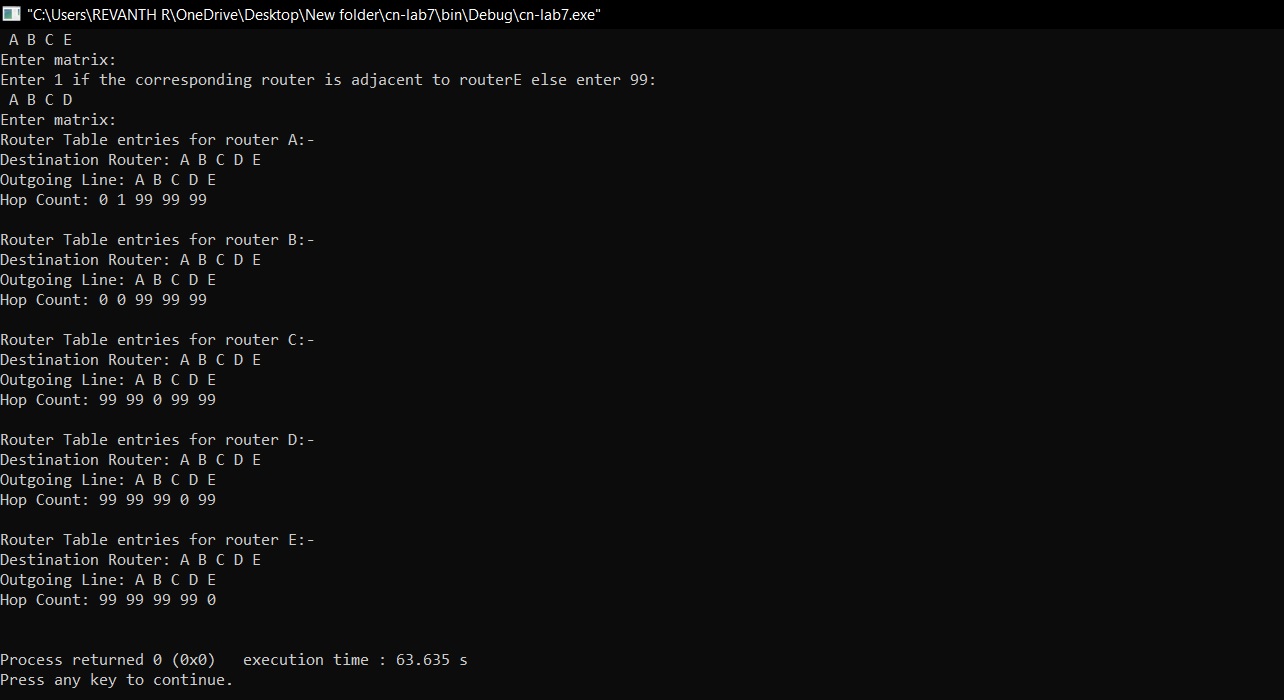 "C:\Users\REVANTH R\OneDrive\Desktop\New folder\cn-lab7\bin\Debug\cn-lab7.exe"
A B C E
Enter matrix:
Enter 1 if the corresponding router is adjacent to routerE else enter 99:
A B C D
Enter matrix:
Router Table entries for router A:-
Destination Router: A B C D E
Outgoing Line: A B C D E
Hop Count: 0 1 99 99 99

Router Table entries for router B:-
Destination Router: A B C D E
Outgoing Line: A B C D E
Hop Count: 0 0 99 99 99

Router Table entries for router C:-
Destination Router: A B C D E
Outgoing Line: A B C D E
Hop Count: 99 99 0 99 99

Router Table entries for router D:-
Destination Router: A B C D E
Outgoing Line: A B C D E
Hop Count: 99 99 99 0 99

Router Table entries for router E:-
Destination Router: A B C D E
Outgoing Line: A B C D E
Hop Count: 99 99 99 99 0

Process returned 0 (0x0)   execution time : 63.635 s
Press any key to continue.